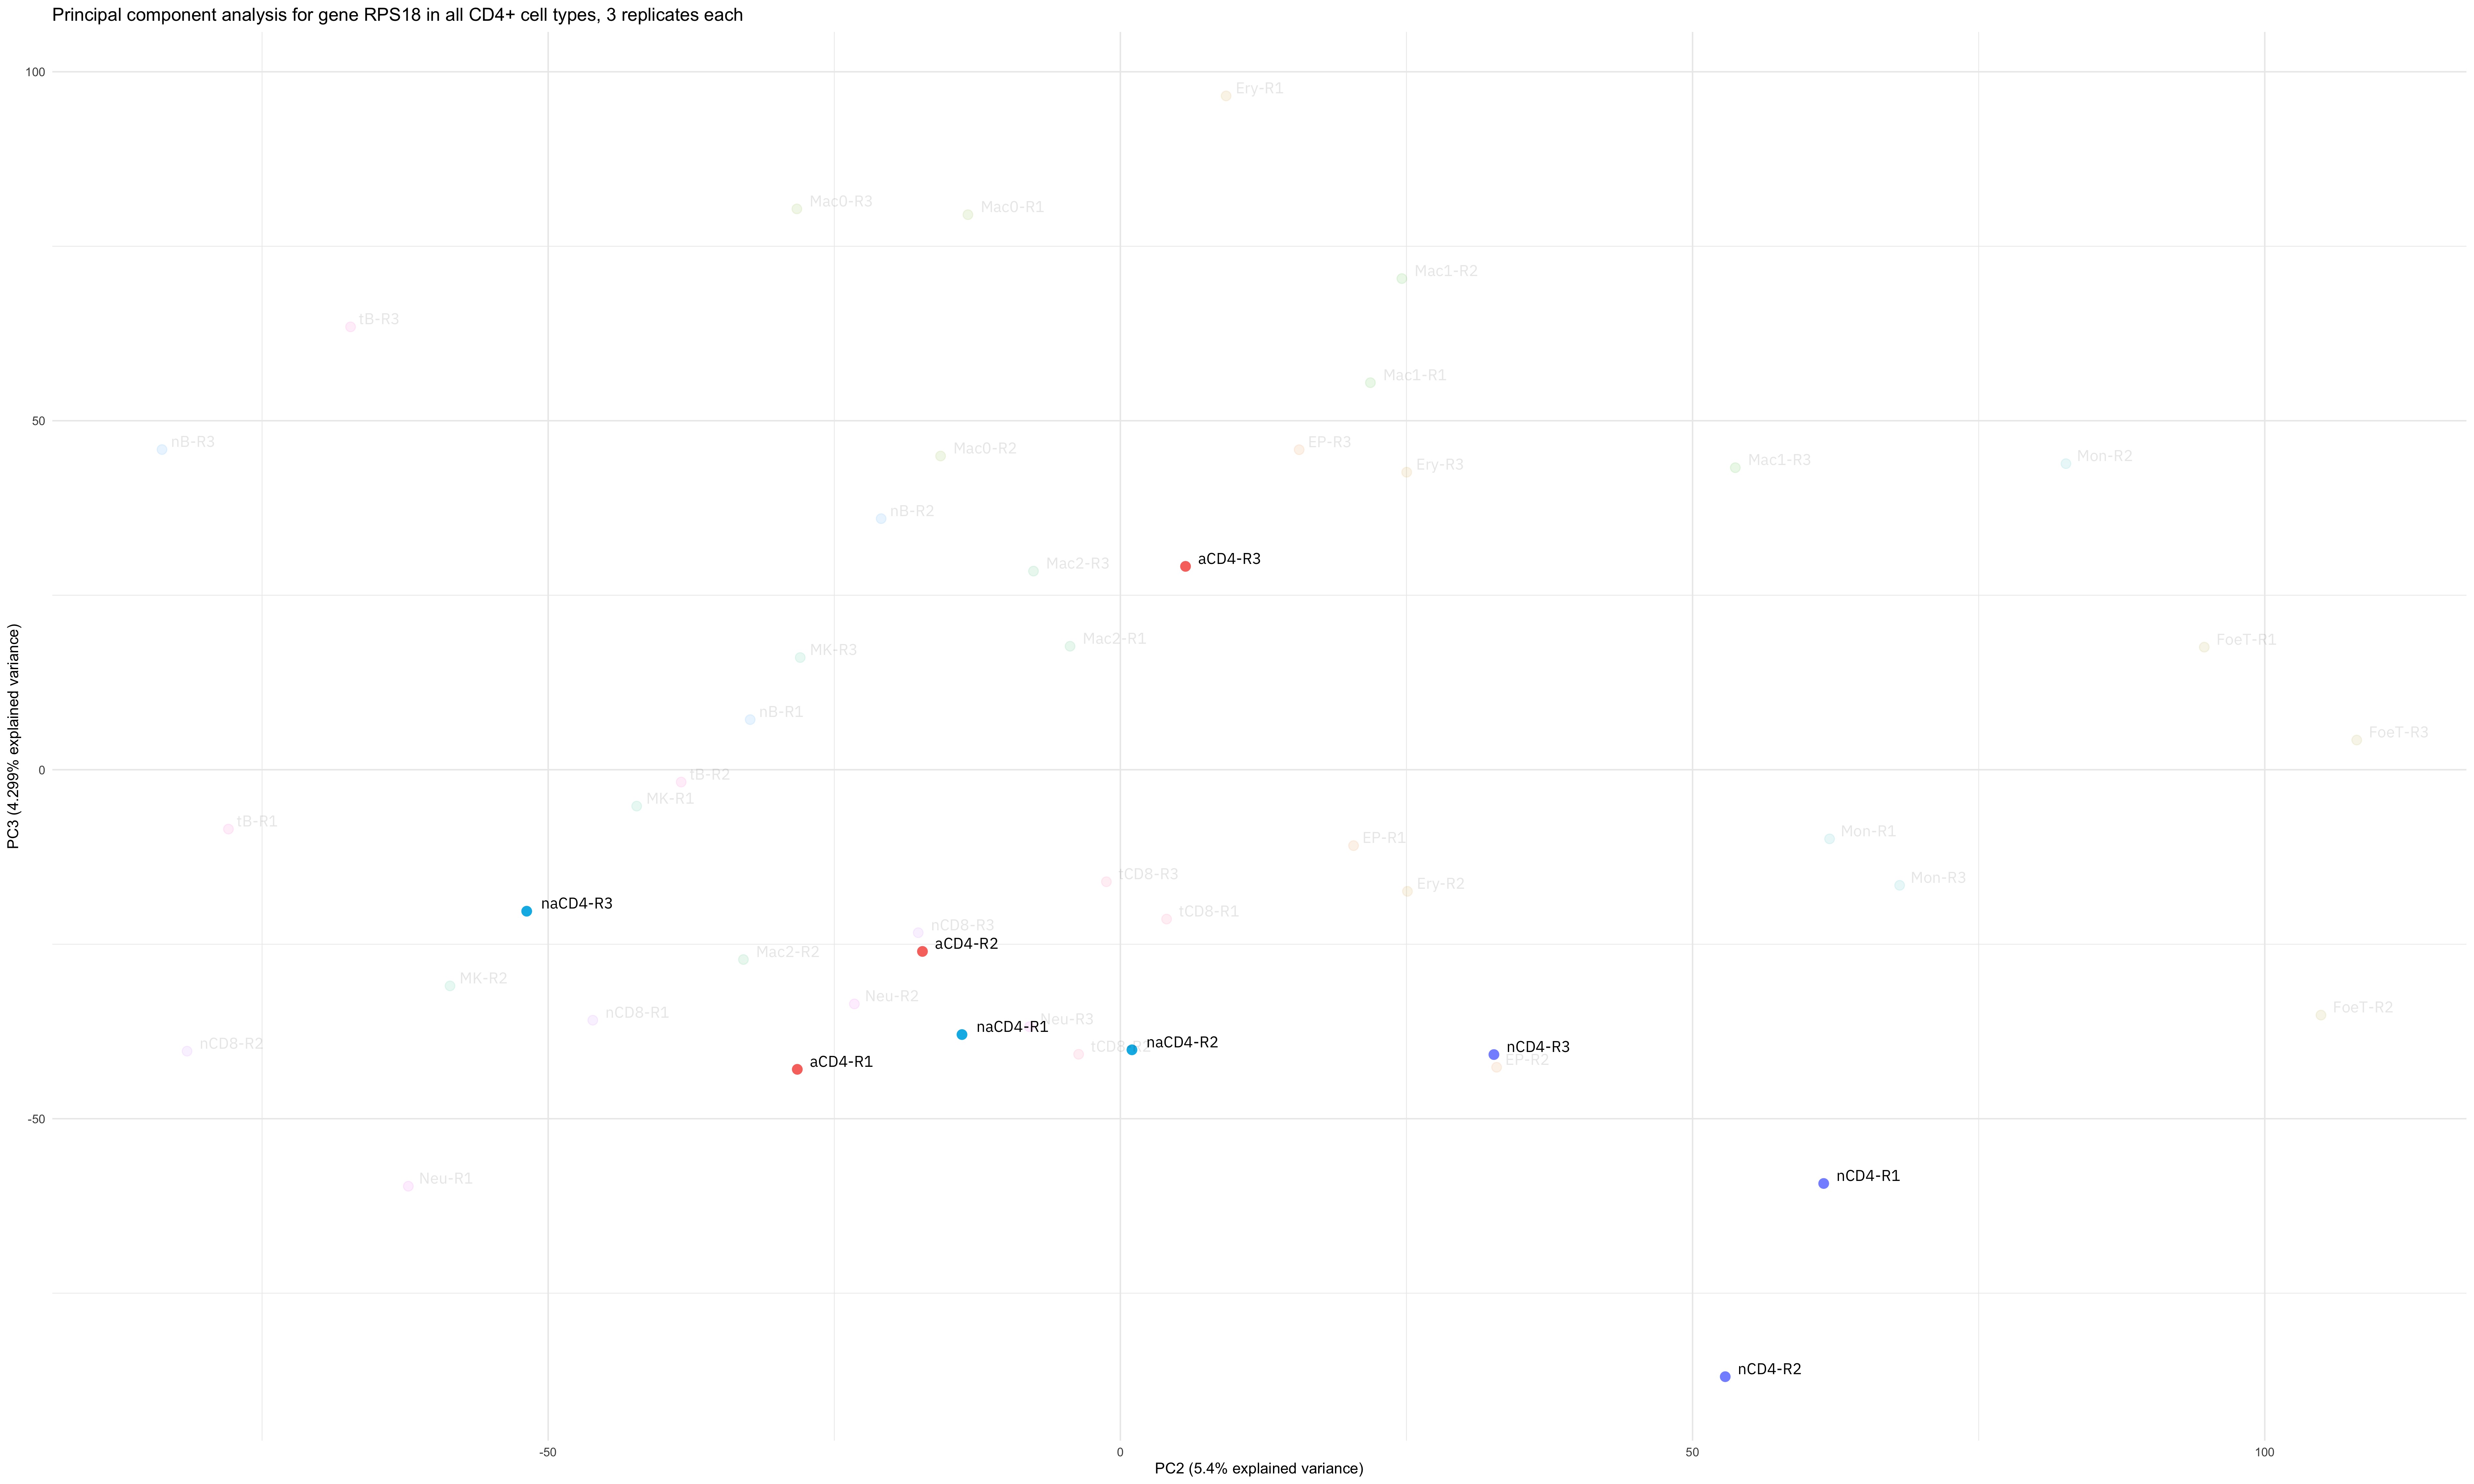 Principal component analysis for gene RPS18 in all CD4+ cell types, 3 replicates each
100
Ery-R1
Mac0-R3
Mac0-R1
Mac1-R2
tB-R3
Mac1-R1
50
nB-R3
Mac0-R2
EP-R3
Ery-R3
Mac1-R3
Mon-R2
nB-R2
aCD4-R3
Mac2-R3
Mac2-R1
MK-R3
FoeT-R1
nB-R1
FoeT-R3
0
tB-R2
MK-R1
tB-R1
EP-R1
Mon-R1
tCD8-R3
Ery-R2
Mon-R3
naCD4-R3
tCD8-R1
nCD8-R3
aCD4-R2
Mac2-R2
MK-R2
Neu-R2
nCD8-R1
Neu-R3
naCD4-R1
FoeT-R2
nCD8-R2
tCD8-R2
naCD4-R2
nCD4-R3
EP-R2
aCD4-R1
-50
Neu-R1
nCD4-R1
nCD4-R2
PC3 (4.299% explained variance)
-50
0
50
100
PC2 (5.4% explained variance)